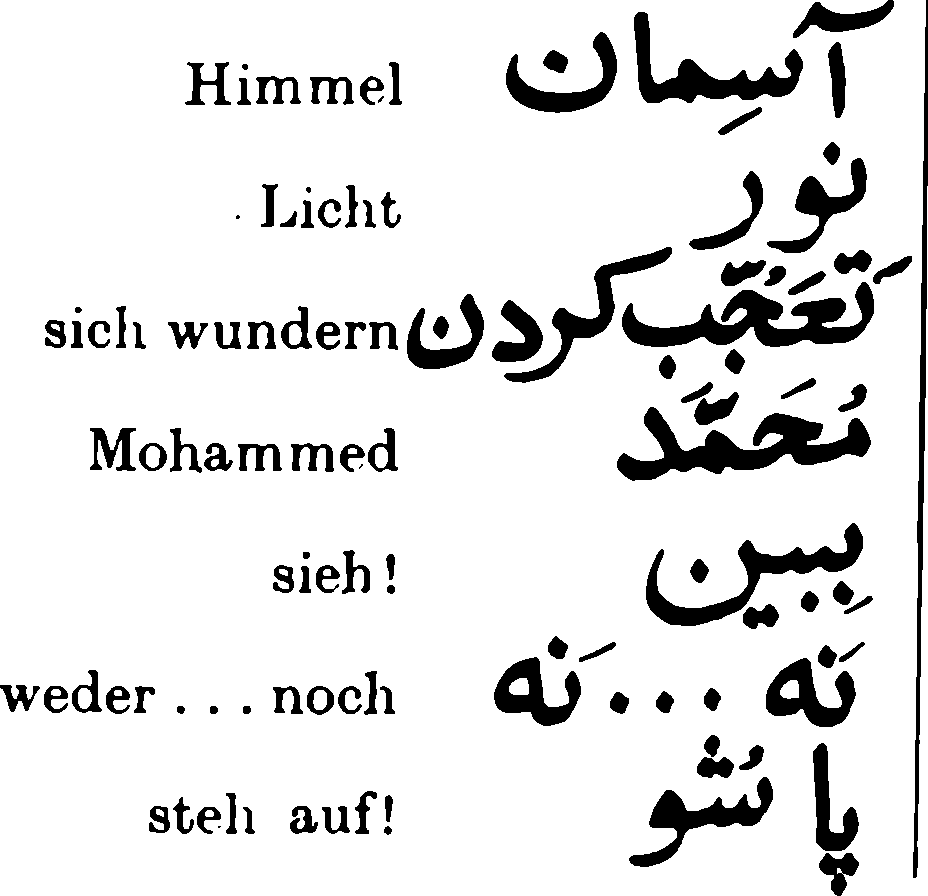 Himmel آسِمان
Licht نور
sich wundern تَعَجُّب کردن
Mohammed مُحَمَّد
sieh! بِبین
weder . . . noch نَه ... نَه
steh auf! پا شُو